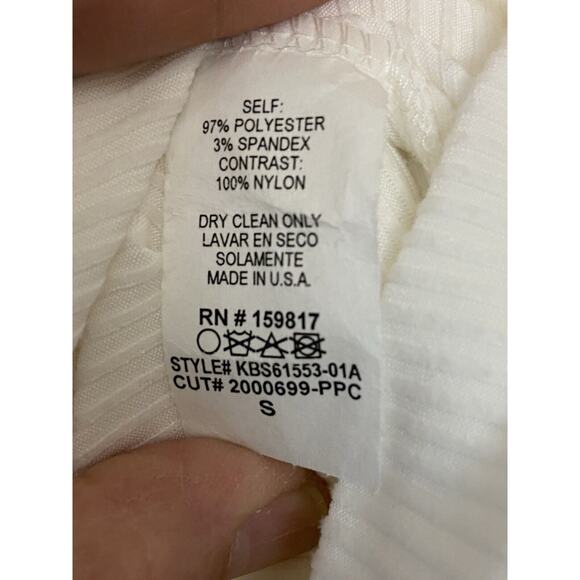 SELF:
97% POLYESTER
3% SPANDEX
CONTRAST:
100% NYLON
DRY CLEAN ONLY
LAVAR EN SECO
SOLAMENTE
MADE IN U.S.A.
RN # 159817
STYLE# KBS61553-01A
CUT# 2000699-PPC
S